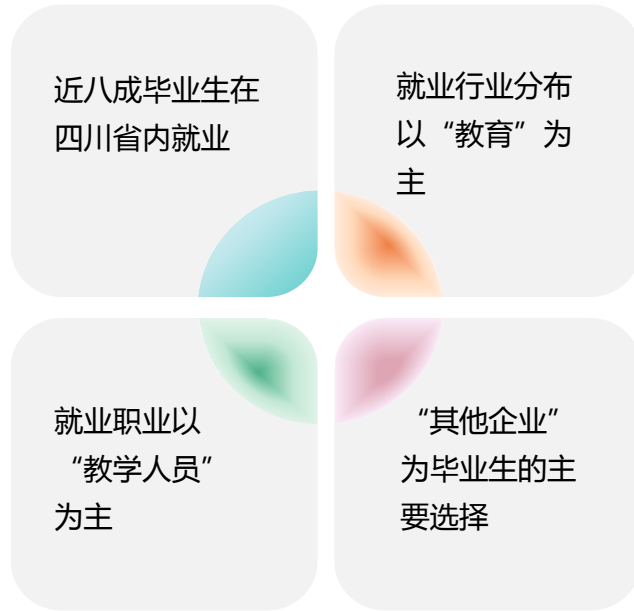 近八成毕业生在
四川省内就业
就业行业分布
以“教育”为
主
就业职业以
“教学人员”
为主
“其他企业”
为毕业生的主
要选择